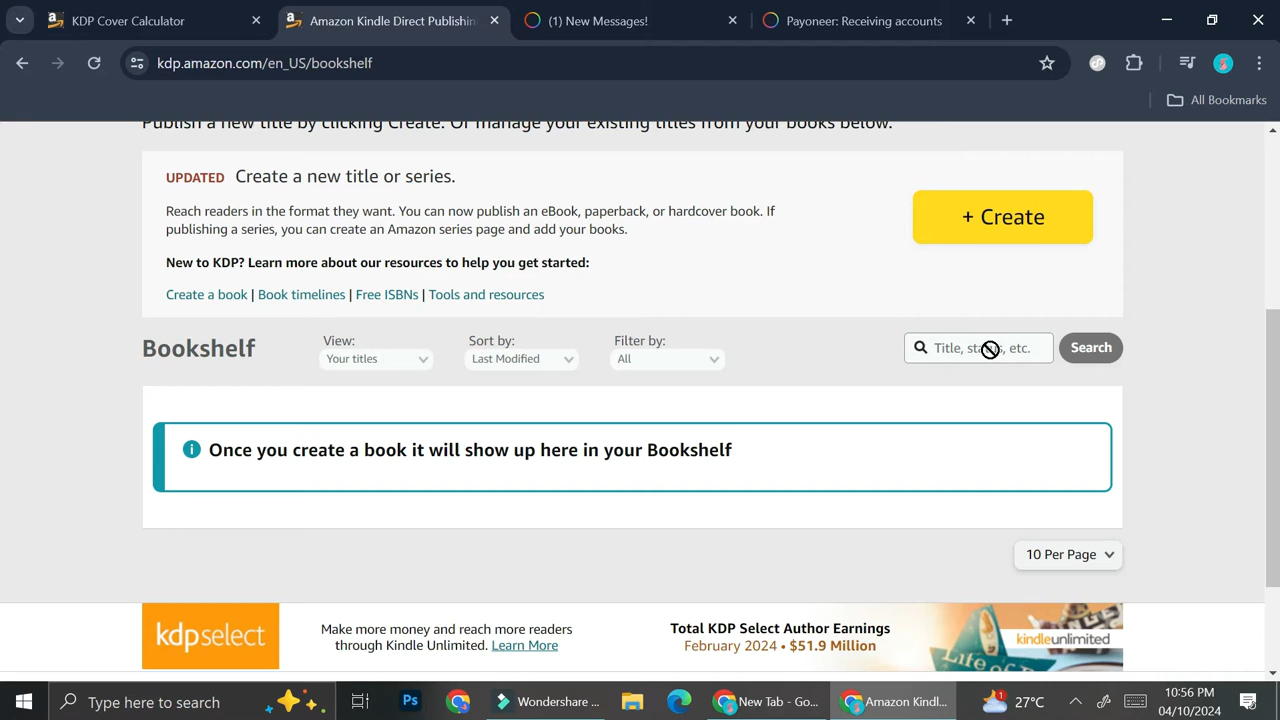 KDP Cover Calculator
Amazon Kindle Direct Publishin
(1) New Messages!
Payoneer: Receiving accounts
kdp.amazon.com/en_US/bookshelf
All Bookmarks
Publish a new title by clicking Create. Or manage your existing titles from your books below.
UPDATED Create a new title or series.
Reach readers in the format they want. You can now publish an eBook, paperback, or hardcover book. If
publishing a series, you can create an Amazon series page and add your books.
+ Create
New to KDP? Learn more about our resources to help you get started:
Create a book | Book timelines | Free ISBNs | Tools and resources
Bookshelf
View:
Your titles
Sort by:
Last Modified
Filter by:
All
Title, status, etc.
Search
Once you create a book it will show up here in your Bookshelf
10 Per Page
kdpselect
Make more money and reach more readers
through Kindle Unlimited. Learn More
Total KDP Select Author Earnings
February 2024 • $51.9 Million
kindleunlimited
Type here to search
Ps
Wondershare ...
New Tab - Go...
Amazon Kindl...
1
27°C
10:56 PM
04/10/2024